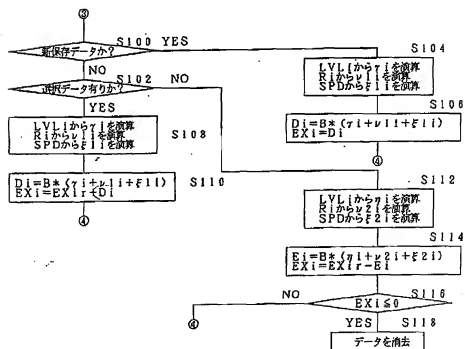 ③
新保存データか?
S100
YES
NO
S102
選択データ有りか?
NO
YES
LVLiからγiを演算
Riからν1iを演算
SPDからξ1iを演算
S108
Di=B*(γi+ν1i+ξ1i)
EXi=EXir+Di
S110
④
S104
LVLiからγiを演算
Riからν1iを演算
SPDからξ1iを演算
S106
Di=B*(γi+ν1i+ξ1i)
EXi=Di
④
S112
LVLiからηiを演算
Riからν2iを演算
SPDからξ2iを演算
S114
Ei=B*(ηi+ν2i+ξ2i)
EXi=EXir-Ei
S116
NO
EXi≦0
④
YES
S118
データを消去